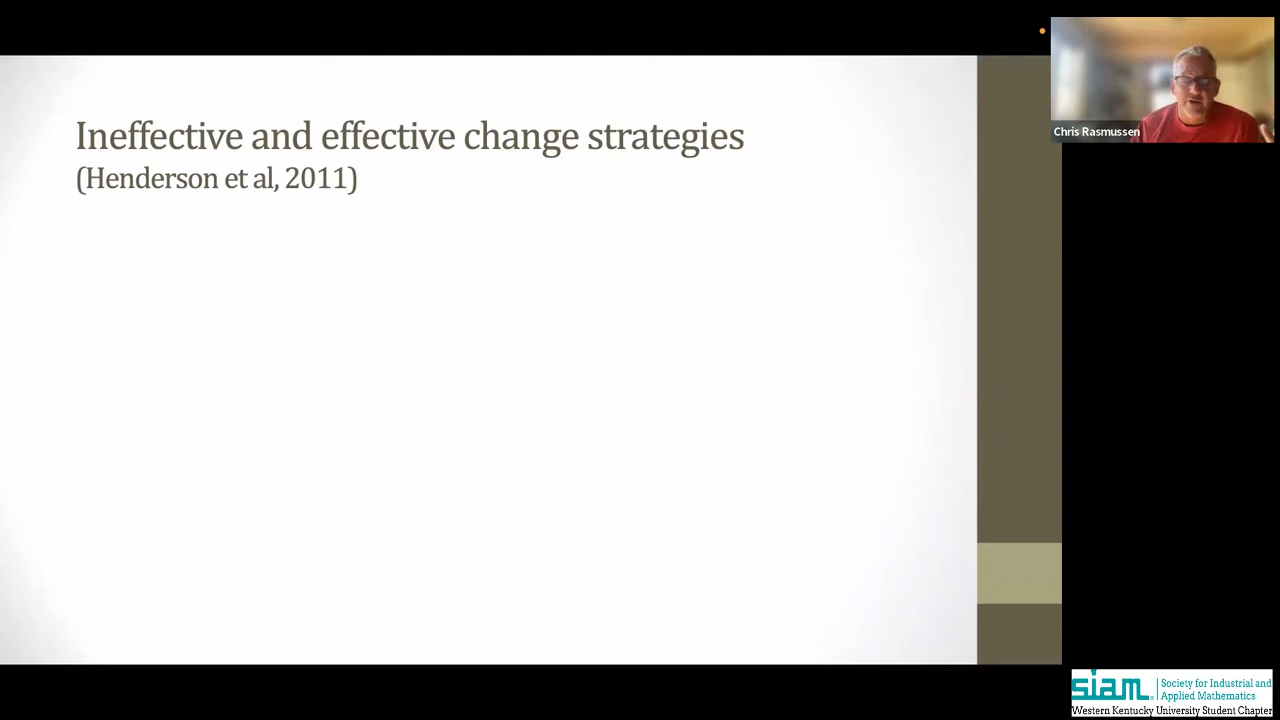 Ineffective and effective change strategies
(Henderson et al, 2011)
Chris Rasmussen
siam. Society for Industrial and
Applied Mathematics
Western Kentucky University Student Chapter